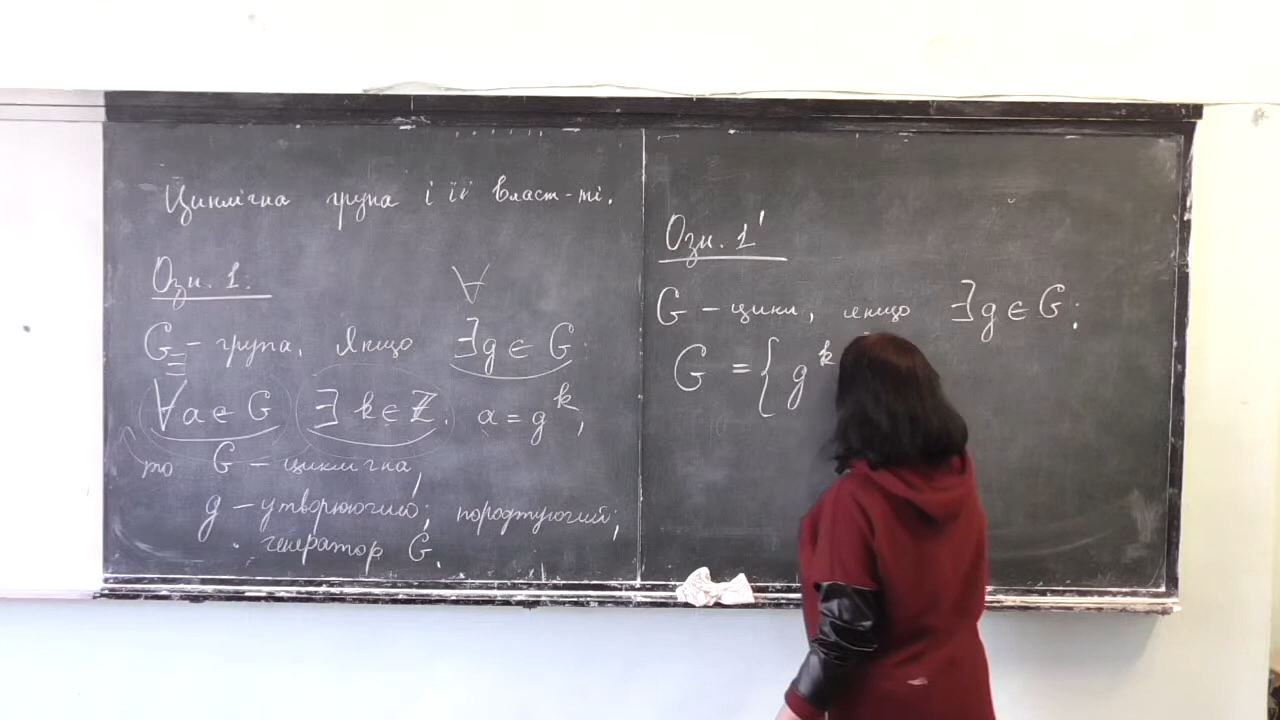 Циклічна група і її власт-ті.
Озн. 1.
∀
G – група. Якщо ∃g ∈ G:
∀a ∈ G ∃ k ∈ ℤ: a = g^k,
то G – циклічна,
g – утворюючий; породжуючий;
генератор G.
Озн. 1'
G – цикл, якщо ∃g ∈ G:
G = { g^k